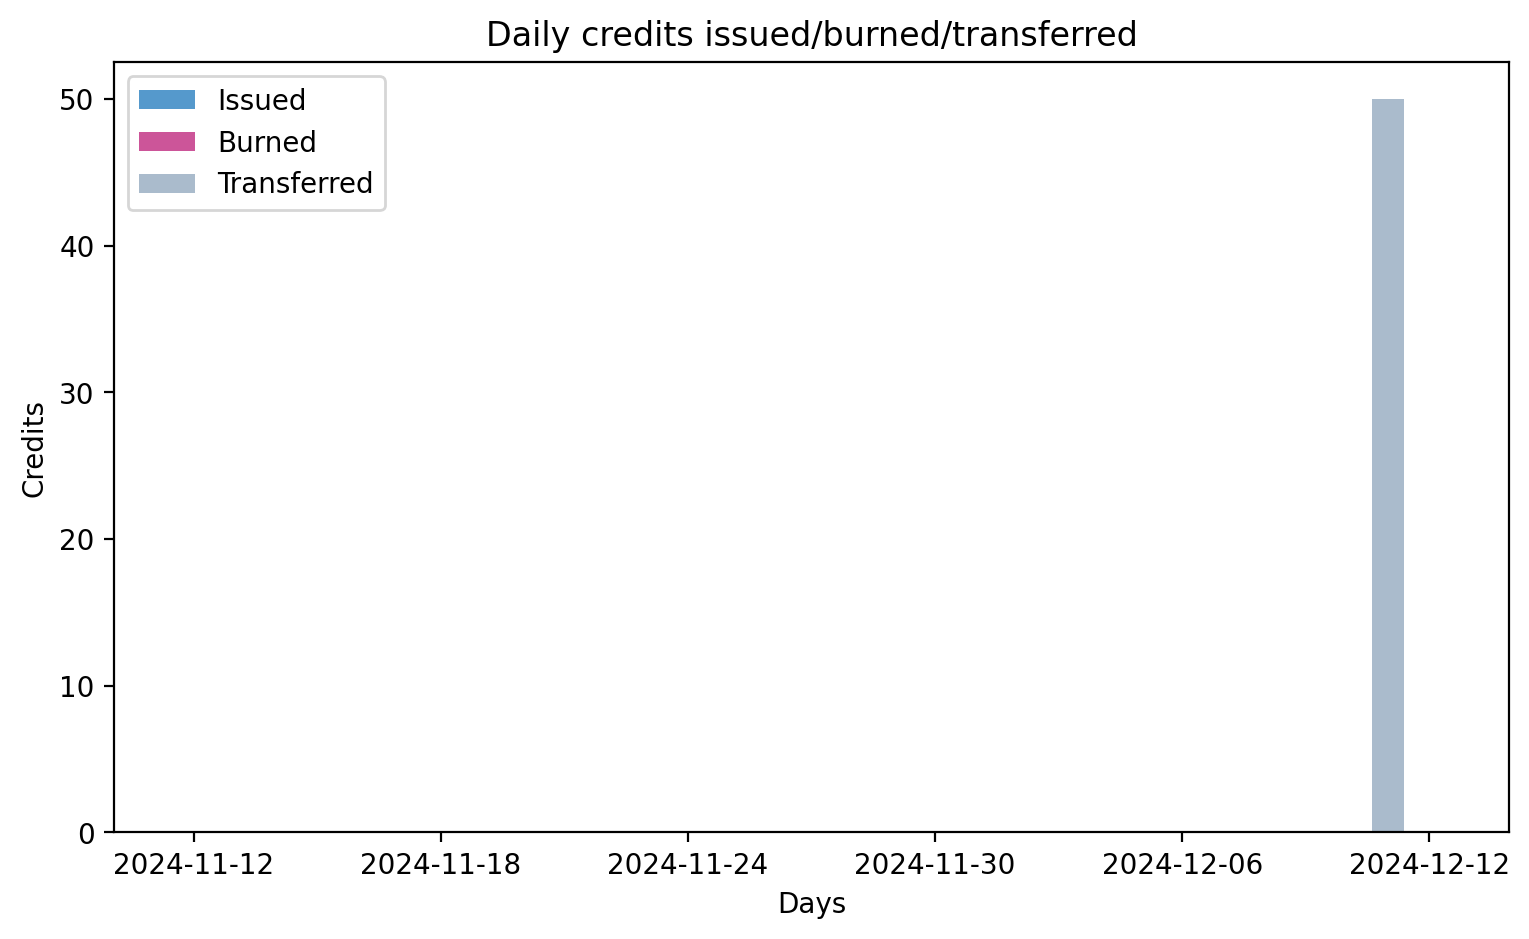 Daily credits issued/burned/transferred
Issued
Burned
Transferred
50
40
30
20
10
0
Credits
2024-11-12 2024-11-18 2024-11-24 2024-11-30 2024-12-06 2024-12-12
Days